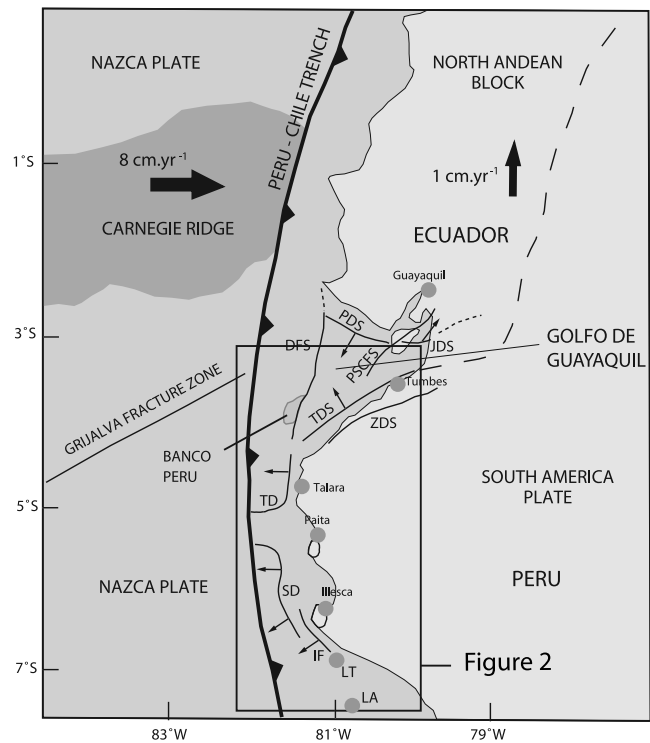 NAZCA PLATE
PERU - CHILE TRENCH
NORTH ANDEAN
BLOCK
1°S
8 cm.yr-1
1 cm.yr-1
CARNEGIE RIDGE
ECUADOR
Guayaquil
3°S
PDS
DFS
PSCFS
JDS
GOLFO DE
GUAYAQUIL
GRIJALVA FRACTURE ZONE
Tumbes
TDS
ZDS
BANCO
PERU
Talara
SOUTH AMERICA
PLATE
5°S
TD
Paita
NAZCA PLATE
SD
Illesca
PERU
IF
LT
Figure 2
7°S
LA
83°W
81°W
79°W